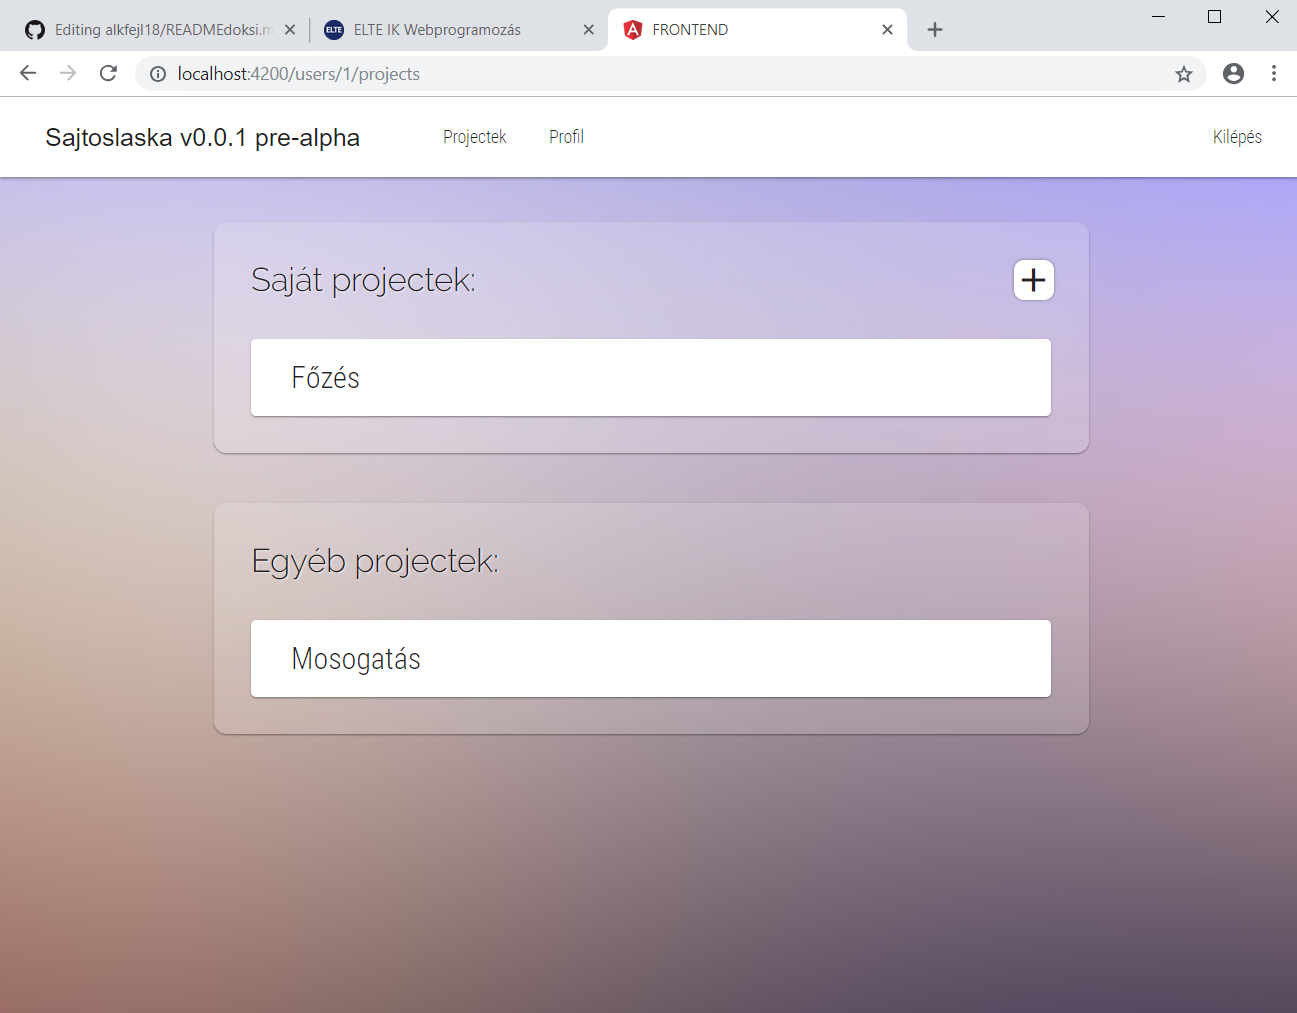 Editing alkfejl18/READMEdoksi.m
ELTE
ELTE IK Webprogramozás
FRONTEND
localhost:4200/users/1/projects
Sajtoslaska v0.0.1 pre-alpha
Projectek
Profil
Kilépés
Saját projectek:
Főzés
Egyéb projectek:
Mosogatás